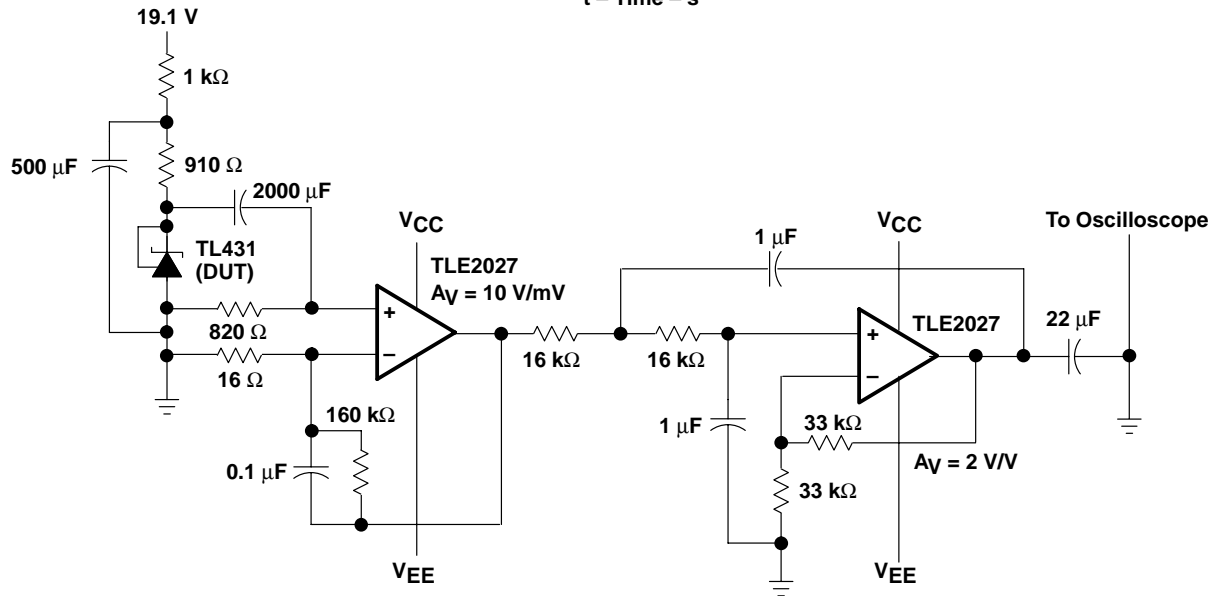 t – Time – s
19.1 V
1 kΩ
500 μF
910 Ω
2000 μF
TL431
(DUT)
820 Ω
16 Ω
160 kΩ
0.1 μF
VCC
TLE2027
AV = 10 V/mV
+
–
VEE
16 kΩ
16 kΩ
1 μF
1 μF
VCC
TLE2027
+
–
33 kΩ
AV = 2 V/V
33 kΩ
VEE
22 μF
To Oscilloscope